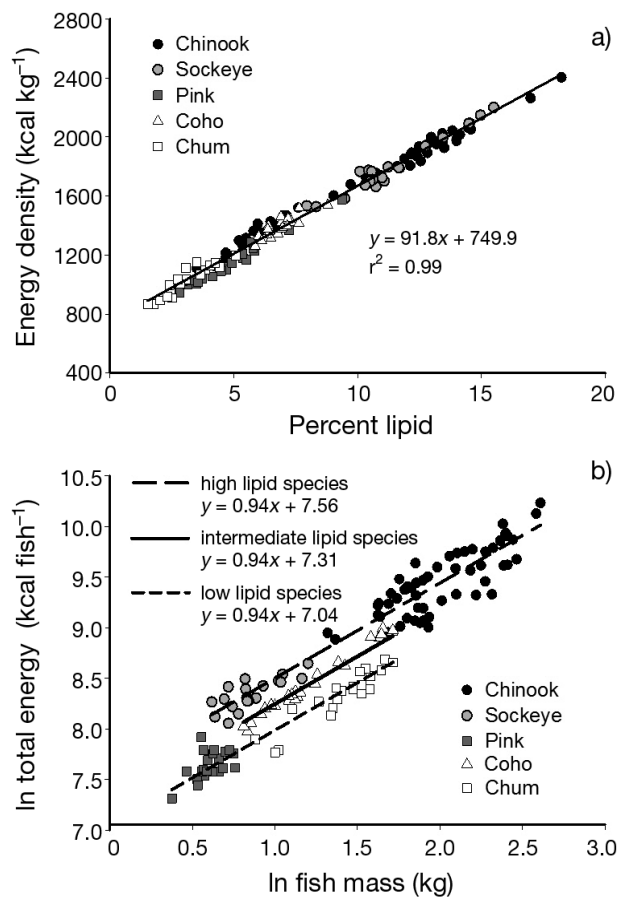 a)
Energy density (kcal kg⁻¹)
2800
2400
2000
1600
1200
800
400
Chinook
Sockeye
Pink
Coho
Chum
y = 91.8x + 749.9
r² = 0.99
0 5 10 15 20
Percent lipid
b)
ln total energy (kcal fish⁻¹)
10.5
10.0
9.5
9.0
8.5
8.0
7.5
7.0
high lipid species
y = 0.94x + 7.56
intermediate lipid species
y = 0.94x + 7.31
low lipid species
y = 0.94x + 7.04
Chinook
Sockeye
Pink
Coho
Chum
0 0.5 1.0 1.5 2.0 2.5 3.0
ln fish mass (kg)